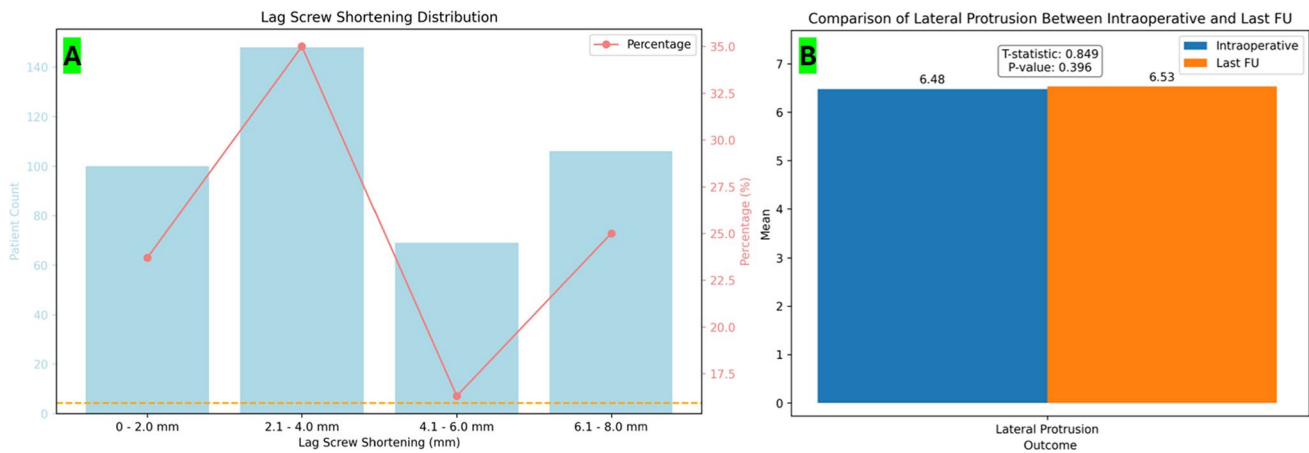 Lag Screw Shortening Distribution
A
Percentage
Patient Count
140
120
100
80
60
40
20
0
35.0
32.5
30.0
27.5
25.0
22.5
20.0
17.5
Percentage (%)
0 - 2.0 mm
2.1 - 4.0 mm
4.1 - 6.0 mm
6.1 - 8.0 mm
Lag Screw Shortening (mm)
Comparison of Lateral Protrusion Between Intraoperative and Last FU
B
T-statistic: 0.849
P-value: 0.396
Intraoperative
Last FU
6.48
6.53
Mean
7
6
5
4
3
2
1
0
Lateral Protrusion
Outcome